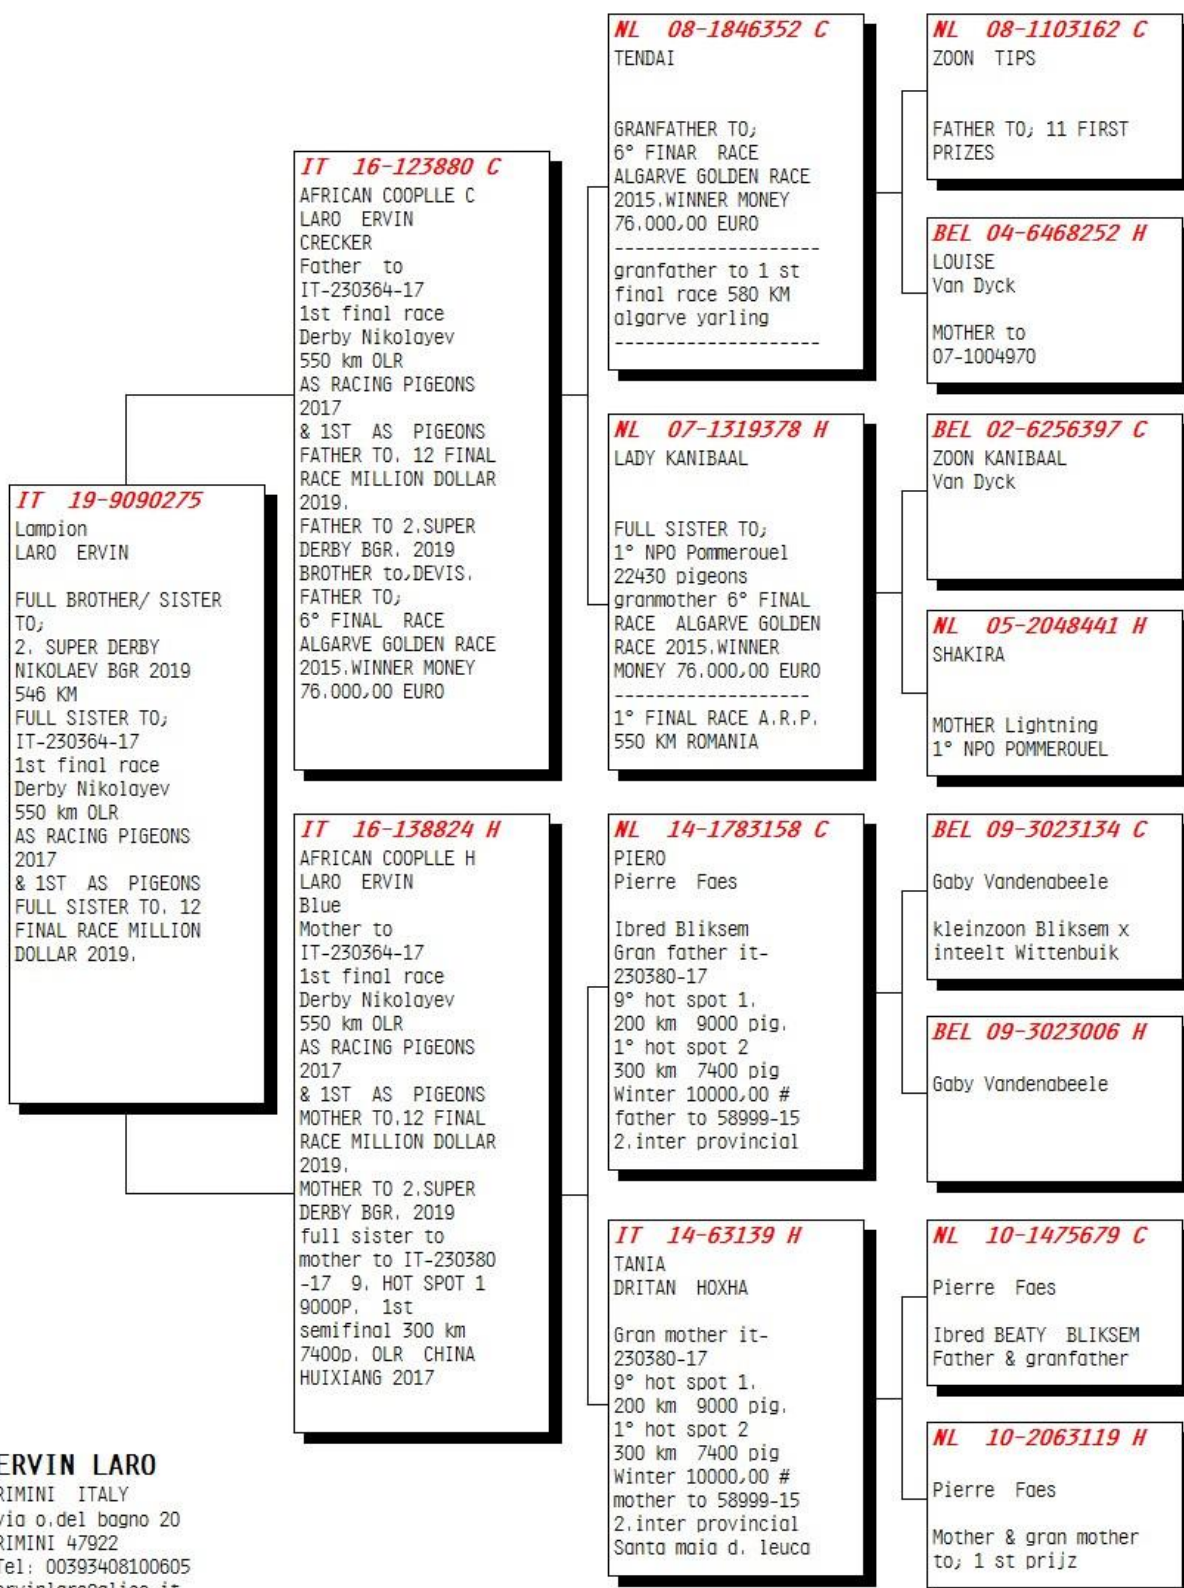 IT 19-9090275
Lampion
LARO ERVIN
FULL BROTHER/ SISTER
TO;
2. SUPER DERBY
NIKOLAEV BGR 2019
546 KM
FULL SISTER TO;
IT-230364-17
1st final race
Derby Nikolayev
550 km OLR
AS RACING PIGEONS
2017
& 1ST AS PIGEONS
FULL SISTER TO. 12
FINAL RACE MILLION
DOLLAR 2019.
IT 16-123880 C
AFRICAN COOPLLE C
LARO ERVIN
CRECKER
Father to
IT-230364-17
1st final race
Derby Nikolayev
550 km OLR
AS RACING PIGEONS
2017
& 1ST AS PIGEONS
FATHER TO. 12 FINAL
RACE MILLION DOLLAR
2019.
FATHER TO 2.SUPER
DERBY BGR. 2019
BROTHER to,DEVIS.
FATHER TO;
6° FINAL RACE
ALGARVE GOLDEN RACE
2015.WINNER MONEY
76.000,00 EURO
IT 16-138824 H
AFRICAN COOPLLE H
LARO ERVIN
Blue
Mother to
IT-230364-17
1st final race
Derby Nikolayev
550 km OLR
AS RACING PIGEONS
2017
& 1ST AS PIGEONS
MOTHER TO.12 FINAL
RACE MILLION DOLLAR
2019.
MOTHER TO 2.SUPER
DERBY BGR. 2019
full sister to
mother to IT-230380
-17 9. HOT SPOT 1
9000P. 1st
semifinal 300 km
7400p. OLR CHINA
HUIXIANG 2017
NL 08-1846352 C
TENDAI
GRANFATHER TO;
6° FINAR RACE
ALGARVE GOLDEN RACE
2015.WINNER MONEY
76.000,00 EURO
--------------------
granfather to 1 st
final race 580 KM
algarve yarling
--------------------
NL 07-1319378 H
LADY KANIBAAL
FULL SISTER TO;
1° NPO Pommerouel
22430 pigeons
granmother 6° FINAL
RACE ALGARVE GOLDEN
RACE 2015.WINNER
MONEY 76.000,00 EURO
-------------------
1° FINAL RACE A.R.P.
550 KM ROMANIA
NL 14-1783158 C
PIERO
Pierre Faes
Ibred Bliksem
Gran father it-
230380-17
9° hot spot 1.
200 km 9000 pig.
1° hot spot 2
300 km 7400 pig
Winter 10000,00 #
father to 58999-15
2.inter provincial
IT 14-63139 H
TANIA
DRITAN HOXHA
Gran mother it-
230380-17
9° hot spot 1.
200 km 9000 pig.
1° hot spot 2
300 km 7400 pig
Winter 10000,00 #
mother to 58999-15
2.inter provincial
Santa maia d. leuca
NL 08-1103162 C
ZOON TIPS
FATHER TO; 11 FIRST
PRIZES
BEL 04-6468252 H
LOUISE
Van Dyck
MOTHER to
07-1004970
BEL 02-6256397 C
ZOON KANIBAAL
Van Dyck
NL 05-2048441 H
SHAKIRA
MOTHER Lightning
1° NPO POMMEROUEL
BEL 09-3023134 C
Gaby Vandenabeele
kleinzoon Bliksem x
inteelt Wittenbuik
BEL 09-3023006 H
Gaby Vandenabeele
NL 10-1475679 C
Pierre Faes
Ibred BEATY BLIKSEM
Father & granfather
NL 10-2063119 H
Pierre Faes
Mother & gran mother
to; 1 st prijz
ERVIN LARO
RIMINI ITALY
via o.del bagno 20
RIMINI 47922
Tel: 00393408100605